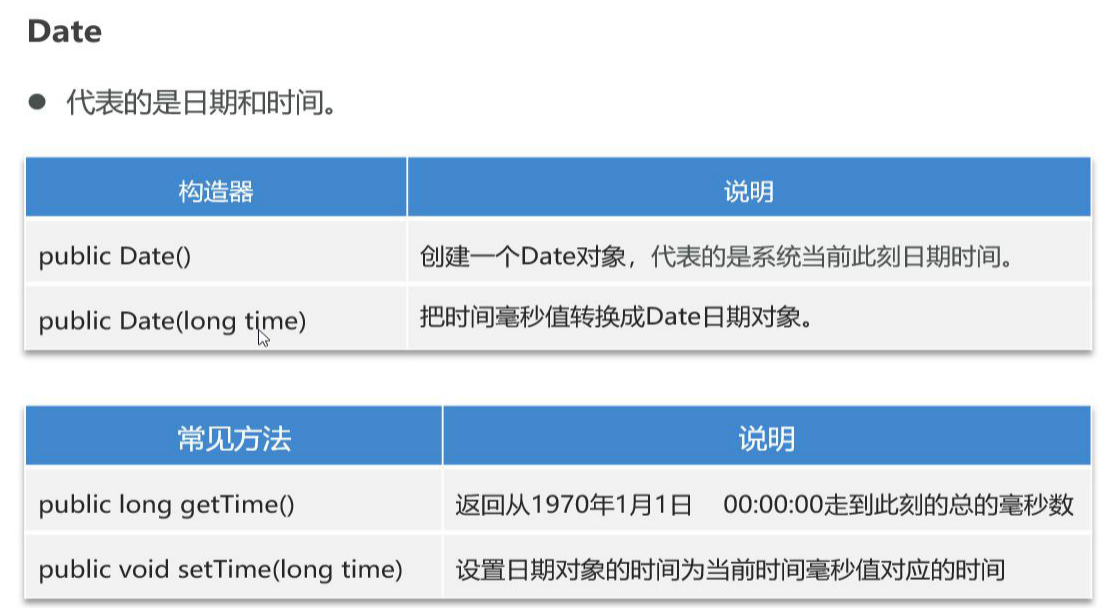 Date
● 代表的是日期和时间。
构造器 说明
public Date() 创建一个Date对象，代表的是系统当前此刻日期时间。
public Date(long time) 把时间毫秒值转换成Date日期对象。
常见方法 说明
public long getTime() 返回从1970年1月1日 00:00:00走到此刻的总的毫秒数
public void setTime(long time) 设置日期对象的时间为当前时间毫秒值对应的时间